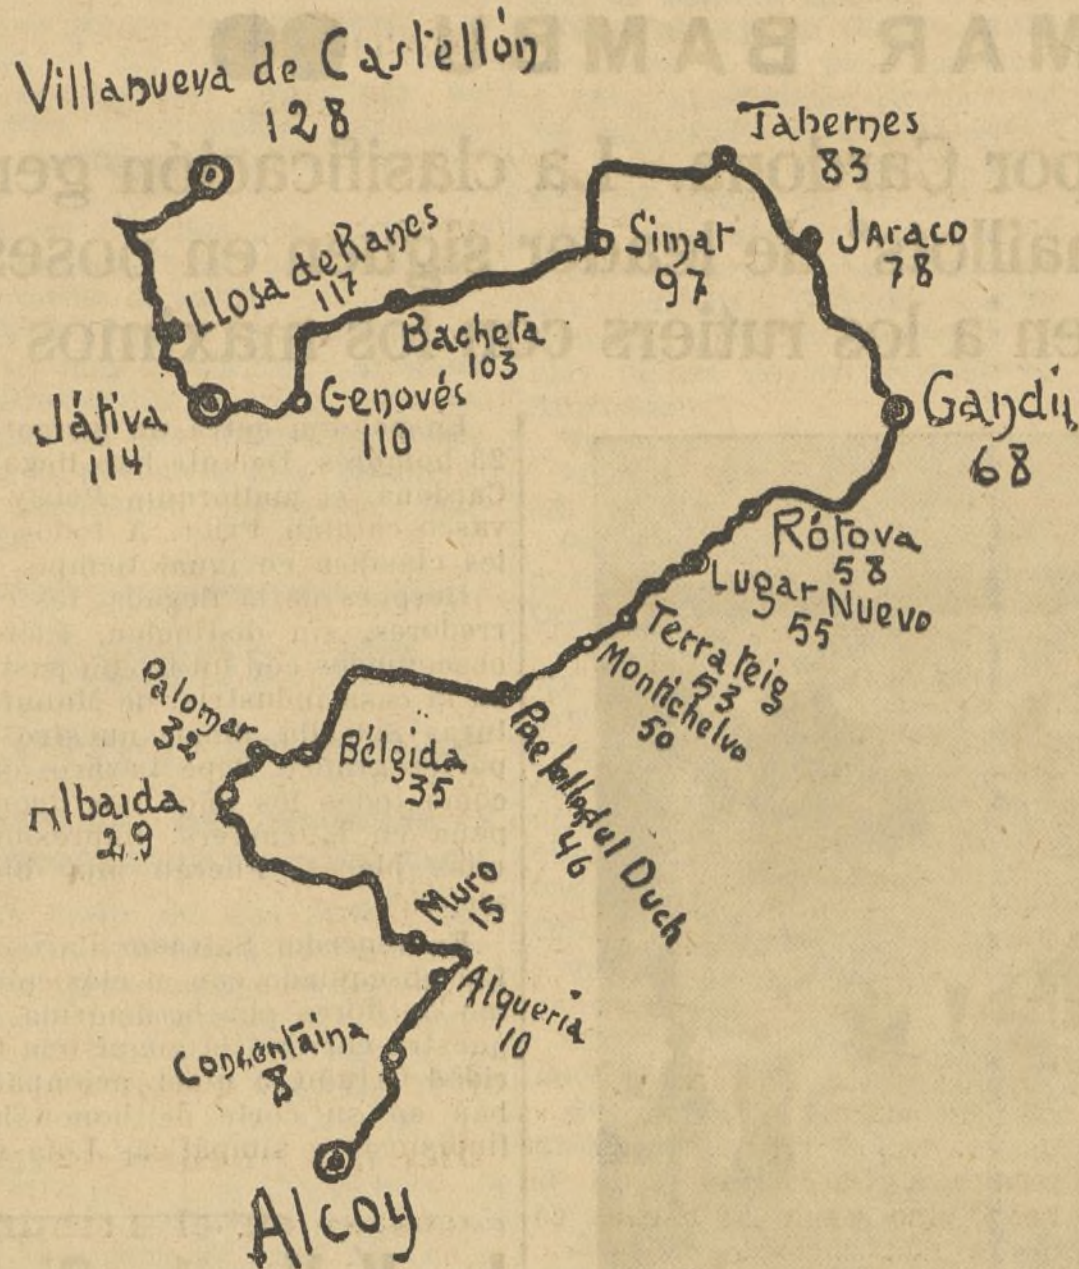 Villanueva de Castellón
128
Tabernes
83
Llosa de Ranes
117
Simat
97
JAraco
78
Bacheta
103
Játiva
114
Genovés
110
Gandia
68
Rótova
58
Lugar Nuevo
55
Terrateig
53
Montichelvo
50
Palomar
32
Bélgida
35
del Duch
46
Albaida
29
Muro
15
Alqueria
10
Concentaina
8
Alcoy